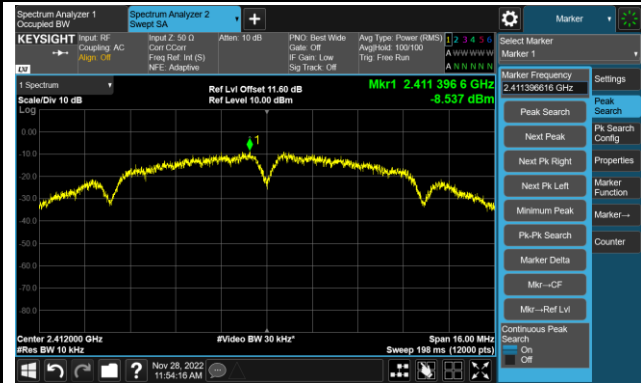 Spectrum Analyzer 1
Occupied BW
Spectrum Analyzer 2
Swept SA
Marker
KEYSIGHT
Input: RF
Coupling: AC
Align: Off
Input Z: 50 Ω
Corr CCorr
Freq Ref: Int (S)
NFE: Adaptive
Atten: 10 dB
PNO: Best Wide
Gate: Off
IF Gain: Low
Sig Track: Off
Avg Type: Power (RMS)
Avg|Hold: 100/100
Trig: Free Run
1 2 3 4 5 6
A W W W W W
A N N N N N
LXI
Select Marker
Marker 1
1 Spectrum
Scale/Div 10 dB
Log
Ref Lvl Offset 11.60 dB
Ref Level 10.00 dBm
Mkr1 2.411 396 6 GHz
-8.537 dBm
1
0.00
-10.0
-20.0
-30.0
-40.0
-50.0
-60.0
-70.0
-80.0
Center 2.412000 GHz
#Res BW 10 kHz
#Video BW 30 kHz*
Span 16.00 MHz
Sweep 198 ms (12000 pts)
Marker Frequency
2.411396616 GHz
Peak Search
Next Peak
Next Pk Right
Next Pk Left
Minimum Peak
Pk-Pk Search
Marker Delta
Mkr→CF
Mkr→Ref Lvl
Continuous Peak
Search
On
Off
Settings
Peak
Search
Pk Search
Config
Properties
Marker
Function
Marker→
Counter
Nov 28, 2022
11:54:16 AM